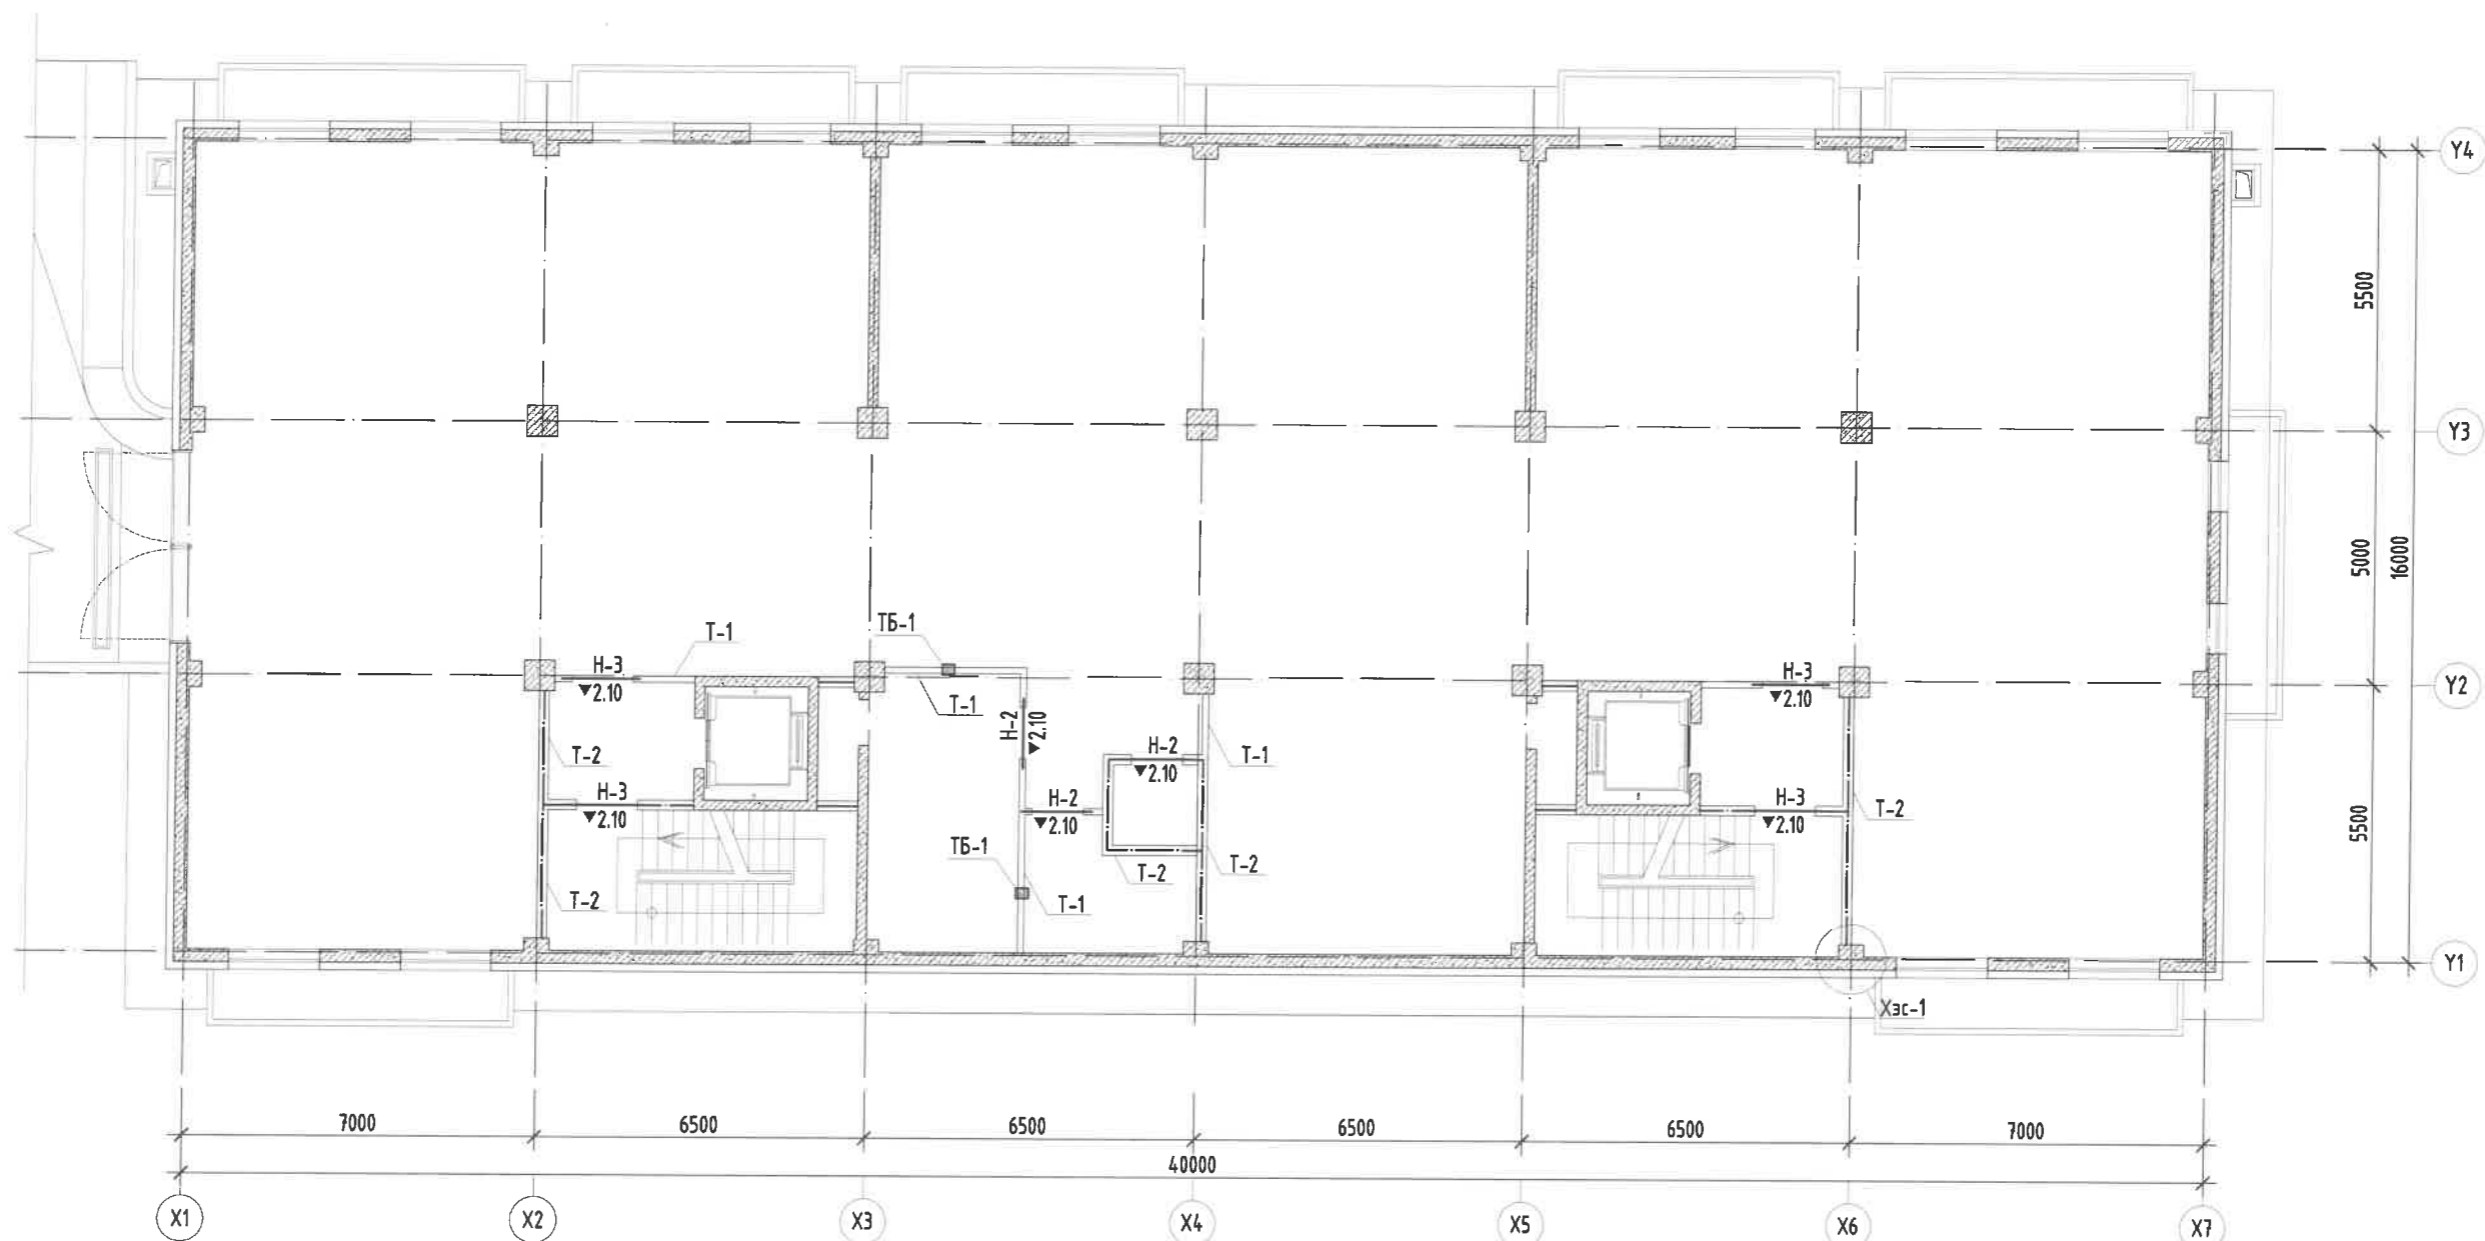 Y4
5500
Y3
5000
16000
ТБ-1
Т-1
Н-3
▼2.10
Н-3
▼2.10
Y2
Т-1
Н-2
▼2.10
Т-2
Н-2
▼2.10
Т-1
Н-3
▼2.10
Н-2
▼2.10
Н-3
▼2.10
Т-2
5500
ТБ-1
Т-2
Т-2
Т-2
Т-1
Y1
Хэс-1
7000
6500
6500
6500
6500
7000
40000
X1
X2
X3
X4
X5
X6
X7